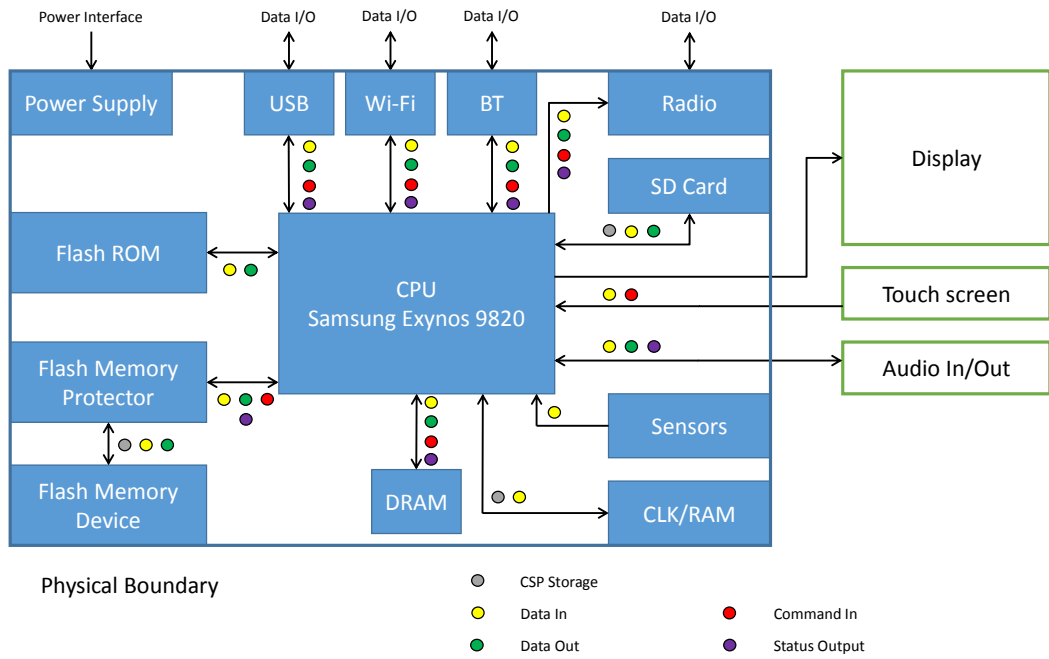 Power Interface
Data I/O
Data I/O
Data I/O
Data I/O
Power Supply
USB
Wi-Fi
BT
Radio
Display
SD Card
Flash ROM
CPU
Samsung Exynos 9820
Touch screen
Flash Memory
Protector
Audio In/Out
Sensors
Flash Memory
Device
DRAM
CLK/RAM
Physical Boundary
CSP Storage
Data In
Command In
Data Out
Status Output